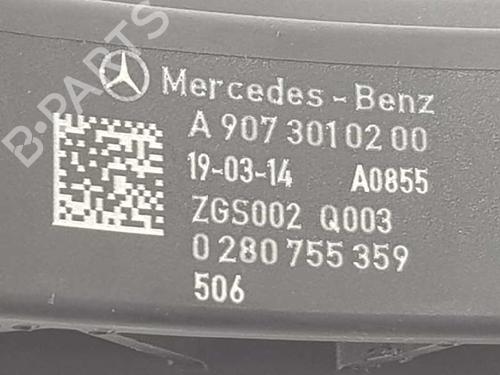 Mercedes-Benz
A 907 301 02 00
19-03-14 A0855
ZGS002 Q003
0 280 755 359
506
B-PARTS